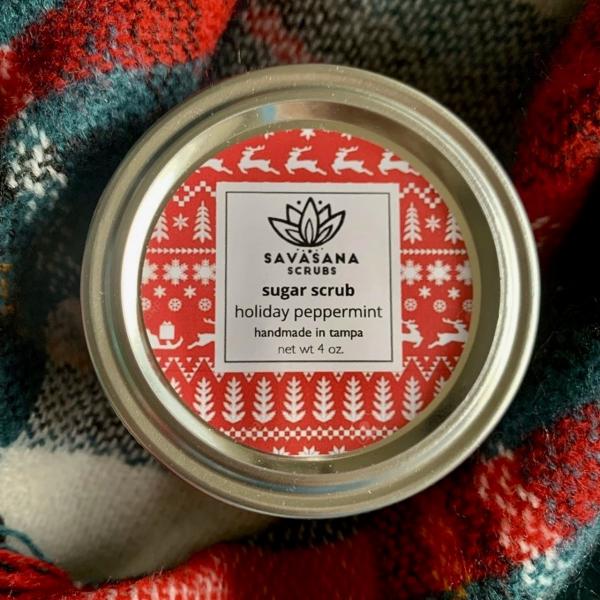 SAVASANA
SCRUBS
sugar scrub
holiday peppermint
handmade in tampa
net wt 4 oz.